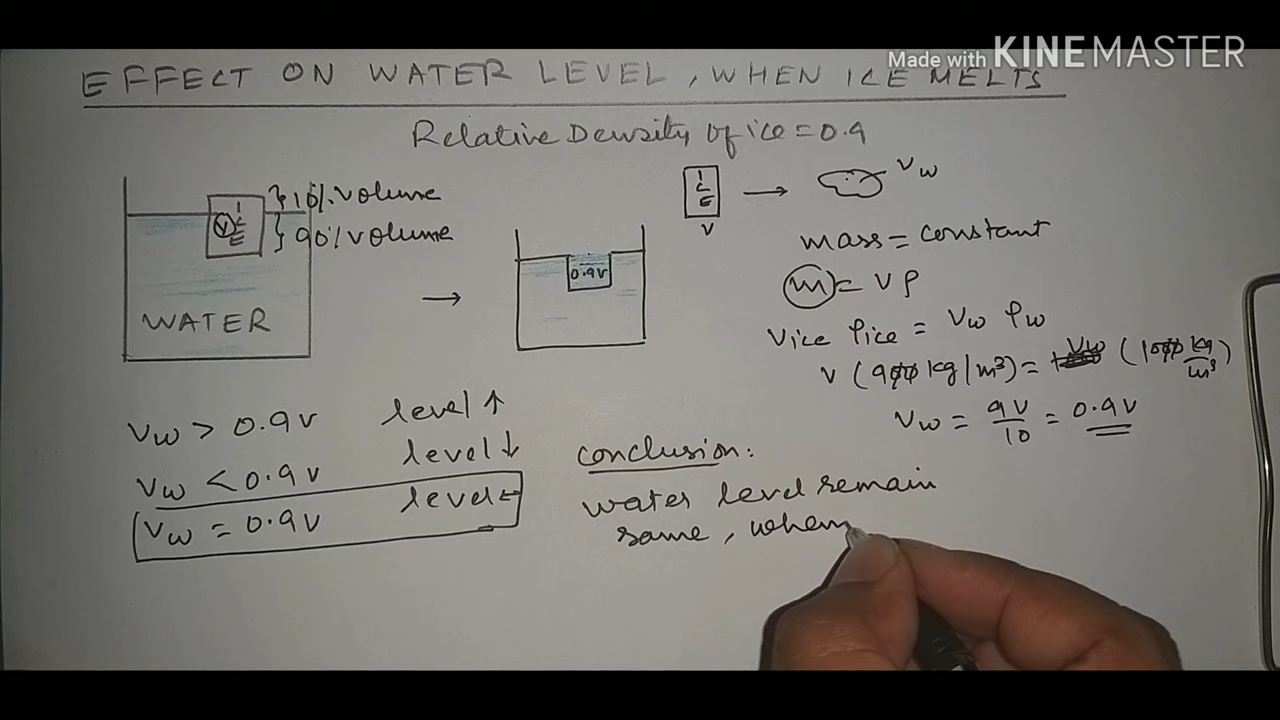 Made with KINEMASTER
EFFECT ON WATER LEVEL, WHEN ICE MELTS
Relative Density of ice = 0.9
} 10% volume
} 90% volume
V
ICE
WATER
0.9V
ICE
V
Vw
mass = constant
m = Vρ
Vice ρice = Vw ρw
V (900 kg/m³) = Vw (1000 kg/m³)
Vw = 9V/10 = 0.9V
Vw > 0.9V level ↑
Vw < 0.9V level ↓
Vw = 0.9V level ←
conclusion:
water level remain
same, when